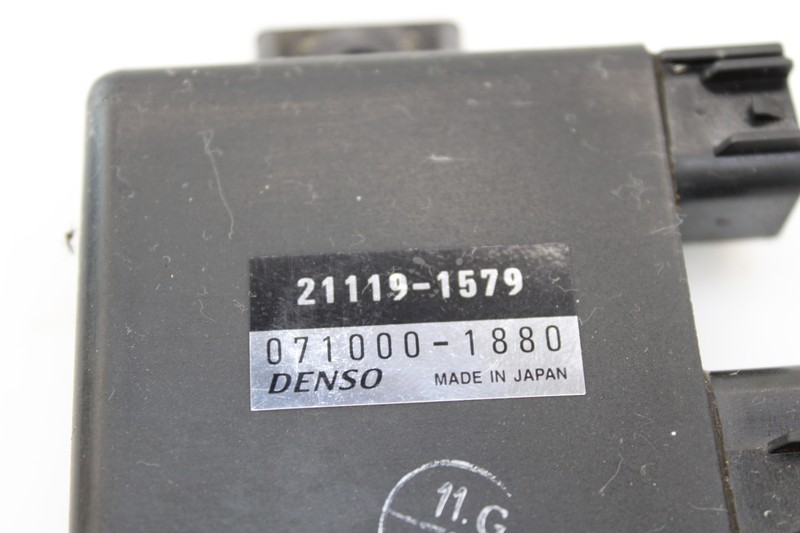 21119-1579
071000-1880
DENSO MADE IN JAPAN
11.G